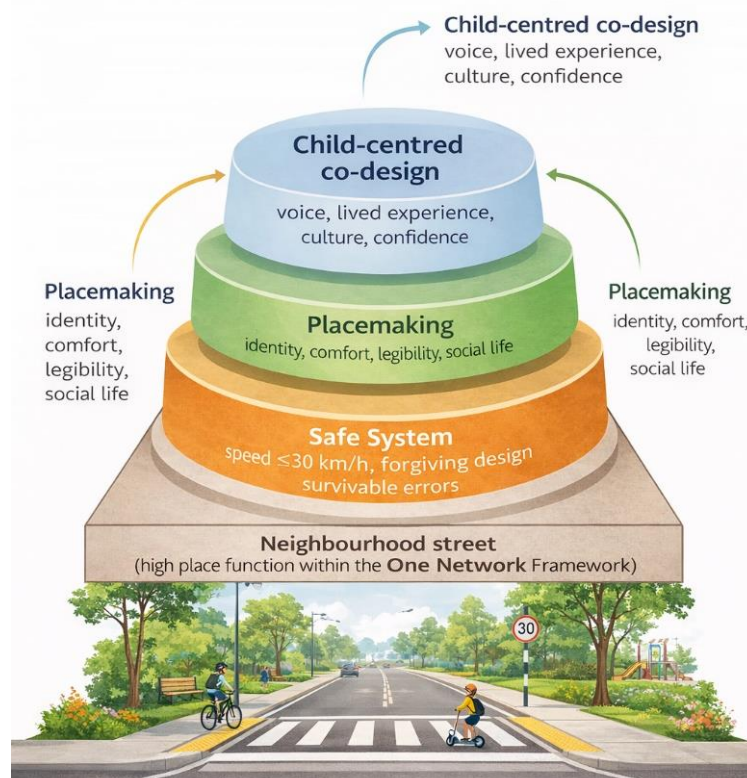 Child-centred co-design
voice, lived experience,
culture, confidence
Child-centred
co-design
voice, lived experience,
culture, confidence
Placemaking
identity,
comfort,
legibility,
social life
Placemaking
identity, comfort,
legibility,
social life
Placemaking
identity, comfort, legibility, social life
Safe System
speed ≤30 km/h, forgiving design
survivable errors
Neighbourhood street
(high place function within the One Network Framework)
30